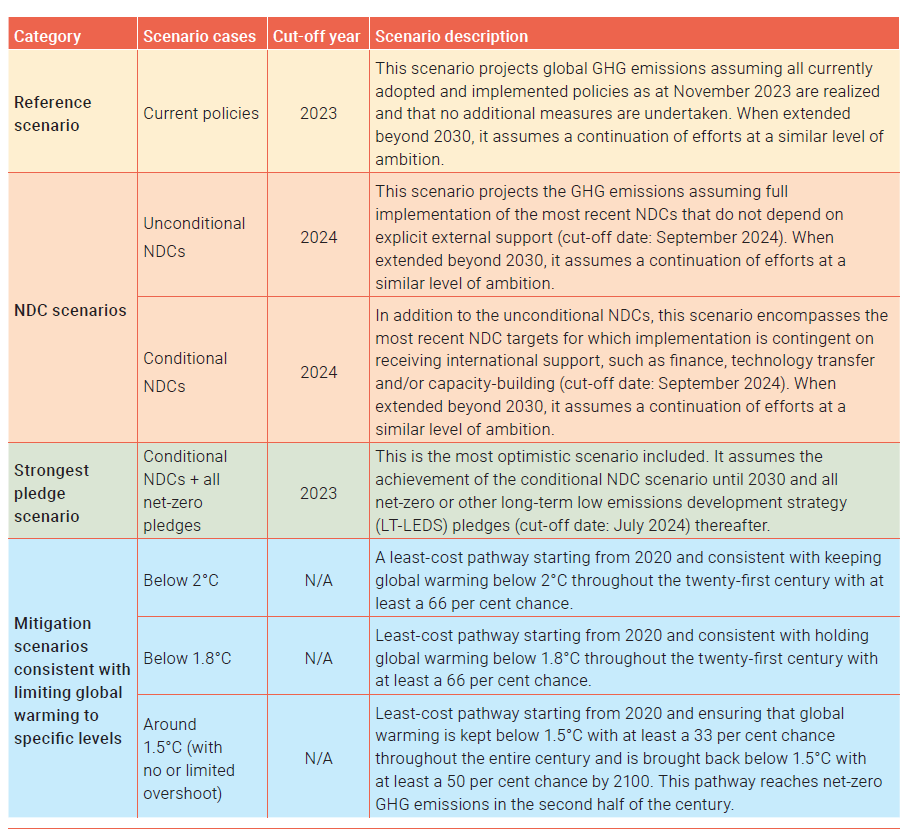 Category
Scenario cases
Cut-off year
Scenario description
Reference
scenario
Current policies
2023
This scenario projects global GHG emissions assuming all currently
adopted and implemented policies as at November 2023 are realized
and that no additional measures are undertaken. When extended
beyond 2030, it assumes a continuation of efforts at a similar level of
ambition.
NDC scenarios
Unconditional
NDCs
2024
This scenario projects the GHG emissions assuming full
implementation of the most recent NDCs that do not depend on
explicit external support (cut-off date: September 2024). When
extended beyond 2030, it assumes a continuation of efforts at a
similar level of ambition.
Conditional
NDCs
2024
In addition to the unconditional NDCs, this scenario encompasses the
most recent NDC targets for which implementation is contingent on
receiving international support, such as finance, technology transfer
and/or capacity-building (cut-off date: September 2024). When
extended beyond 2030, it assumes a continuation of efforts at a
similar level of ambition.
Strongest
pledge
scenario
Conditional
NDCs + all
net-zero
pledges
2023
This is the most optimistic scenario included. It assumes the
achievement of the conditional NDC scenario until 2030 and all
net-zero or other long-term low emissions development strategy
(LT-LEDS) pledges (cut-off date: July 2024) thereafter.
Mitigation
scenarios
consistent with
limiting global
warming to
specific levels
Below 2°C
N/A
A least-cost pathway starting from 2020 and consistent with keeping
global warming below 2°C throughout the twenty-first century with at
least a 66 per cent chance.
Below 1.8°C
N/A
Least-cost pathway starting from 2020 and consistent with holding
global warming below 1.8°C throughout the twenty-first century with
at least a 66 per cent chance.
Around
1.5°C (with
no or limited
overshoot)
N/A
Least-cost pathway starting from 2020 and ensuring that global
warming is kept below 1.5°C with at least a 33 per cent chance
throughout the entire century and is brought back below 1.5°C with
at least a 50 per cent chance by 2100. This pathway reaches net-zero
GHG emissions in the second half of the century.